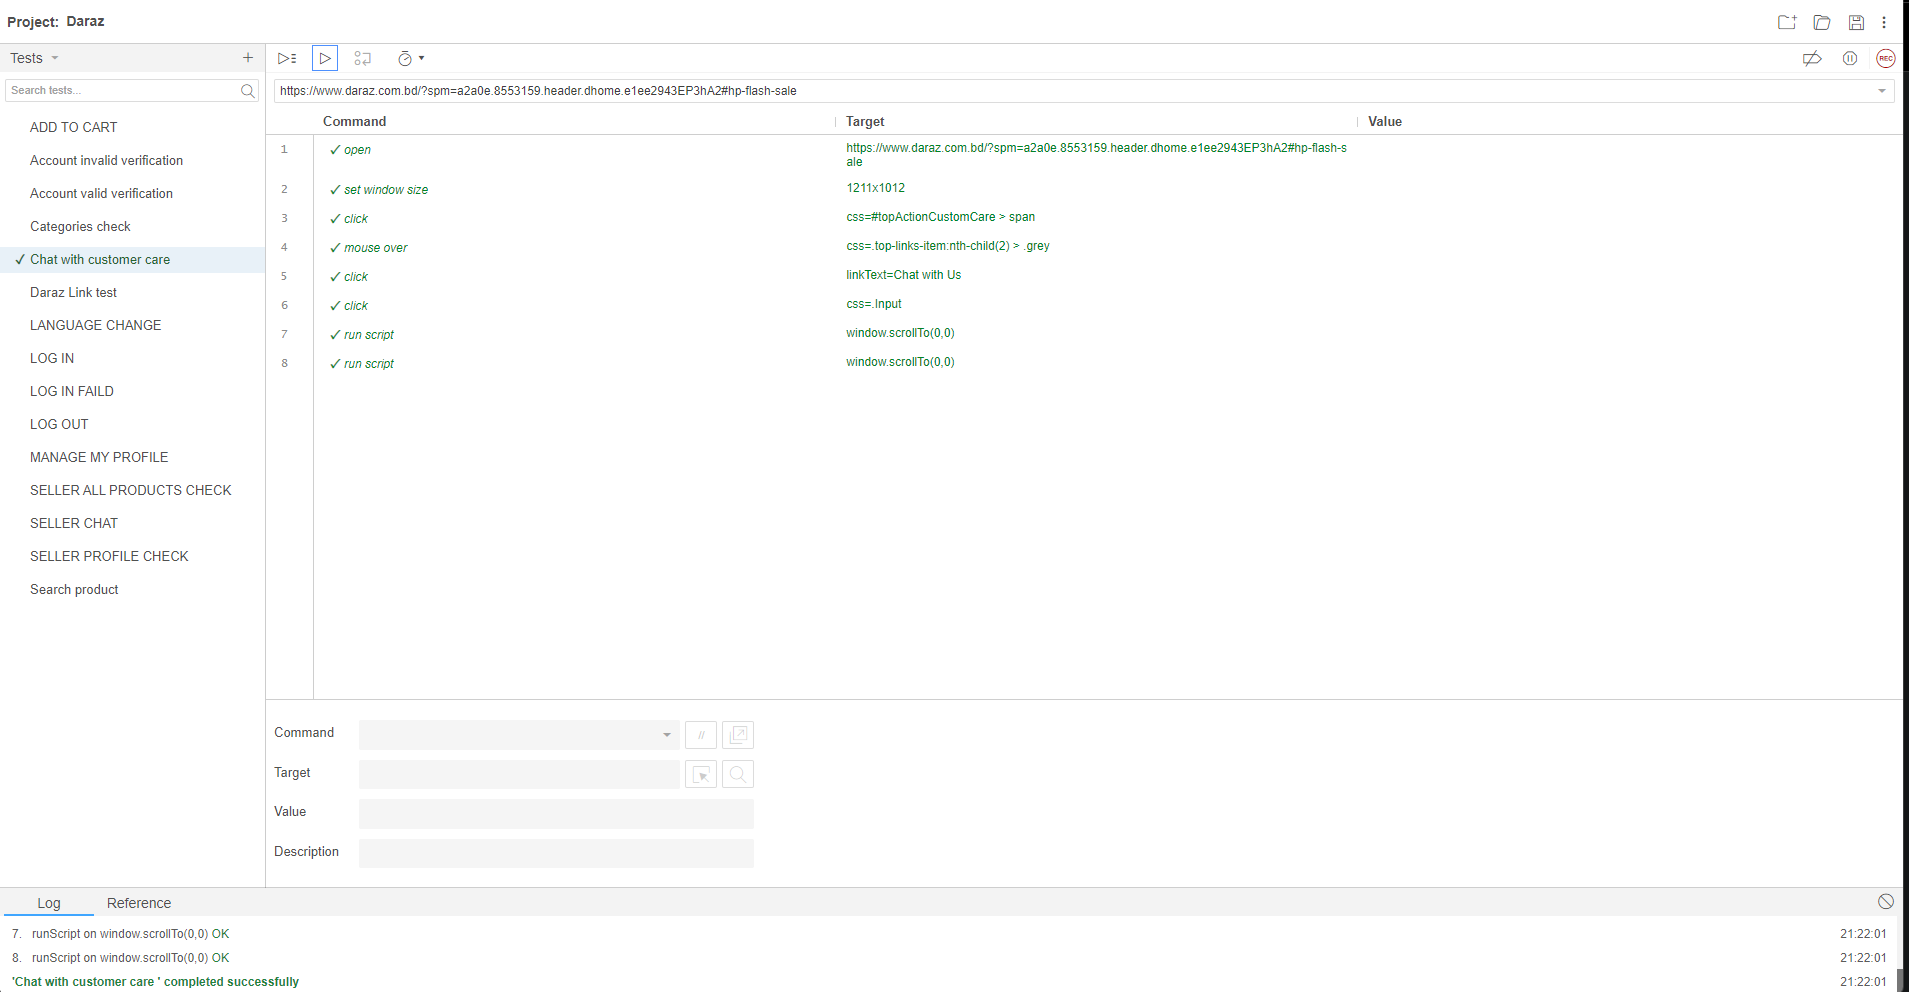 Project: Daraz
Tests
Search tests...
ADD TO CART
Account invalid verification
Account valid verification
Categories check
✓ Chat with customer care
Daraz Link test
LANGUAGE CHANGE
LOG IN
LOG IN FAILD
LOG OUT
MANAGE MY PROFILE
SELLER ALL PRODUCTS CHECK
SELLER CHAT
SELLER PROFILE CHECK
Search product
REC
https://www.daraz.com.bd/?spm=a2a0e.8553159.header.dhome.e1ee2943EP3hA2#hp-flash-sale
Command Target Value
1 ✓ open https://www.daraz.com.bd/?spm=a2a0e.8553159.header.dhome.e1ee2943EP3hA2#hp-flash-s
ale
2 ✓ set window size 1211x1012
3 ✓ click css=#topActionCustomCare > span
4 ✓ mouse over css=.top-links-item:nth-child(2) > .grey
5 ✓ click linkText=Chat with Us
6 ✓ click css=.Input
7 ✓ run script window.scrollTo(0,0)
8 ✓ run script window.scrollTo(0,0)
Command //
Target
Value
Description
Log Reference
7. runScript on window.scrollTo(0,0) OK 21:22:01
8. runScript on window.scrollTo(0,0) OK 21:22:01
'Chat with customer care ' completed successfully 21:22:01